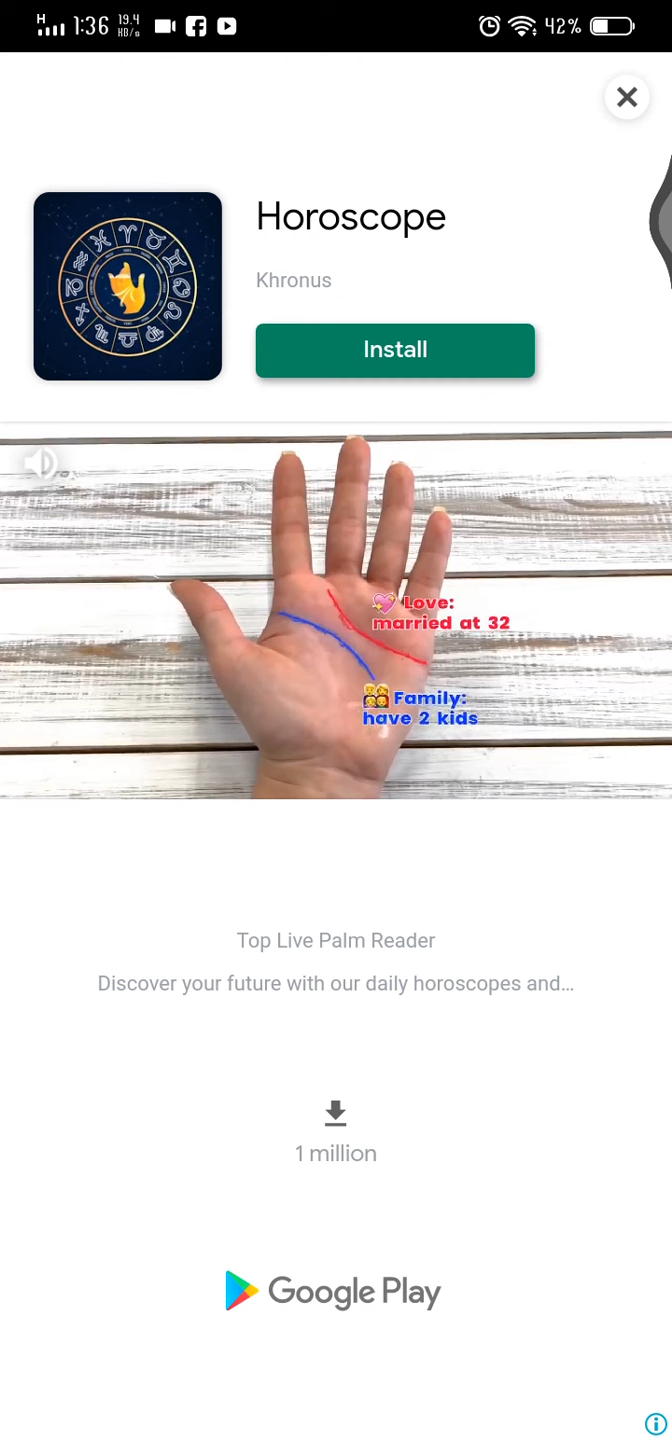 H 1:36 19.4 KB/s 42%
Horoscope
Khronus
Install
Love:
married at 32
Family:
have 2 kids
Top Live Palm Reader
Discover your future with our daily horoscopes and...
1 million
Google Play